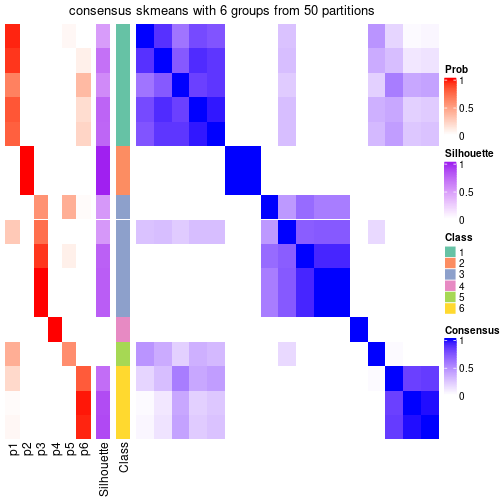 consensus skmeans with 6 groups from 50 partitions
Prob
1
0.5
0
Silhouette
1
0.5
0
Class
1
2
3
4
5
6
Consensus
1
0.5
0
p1
p2
p3
p4
p5
p6
Silhouette
Class